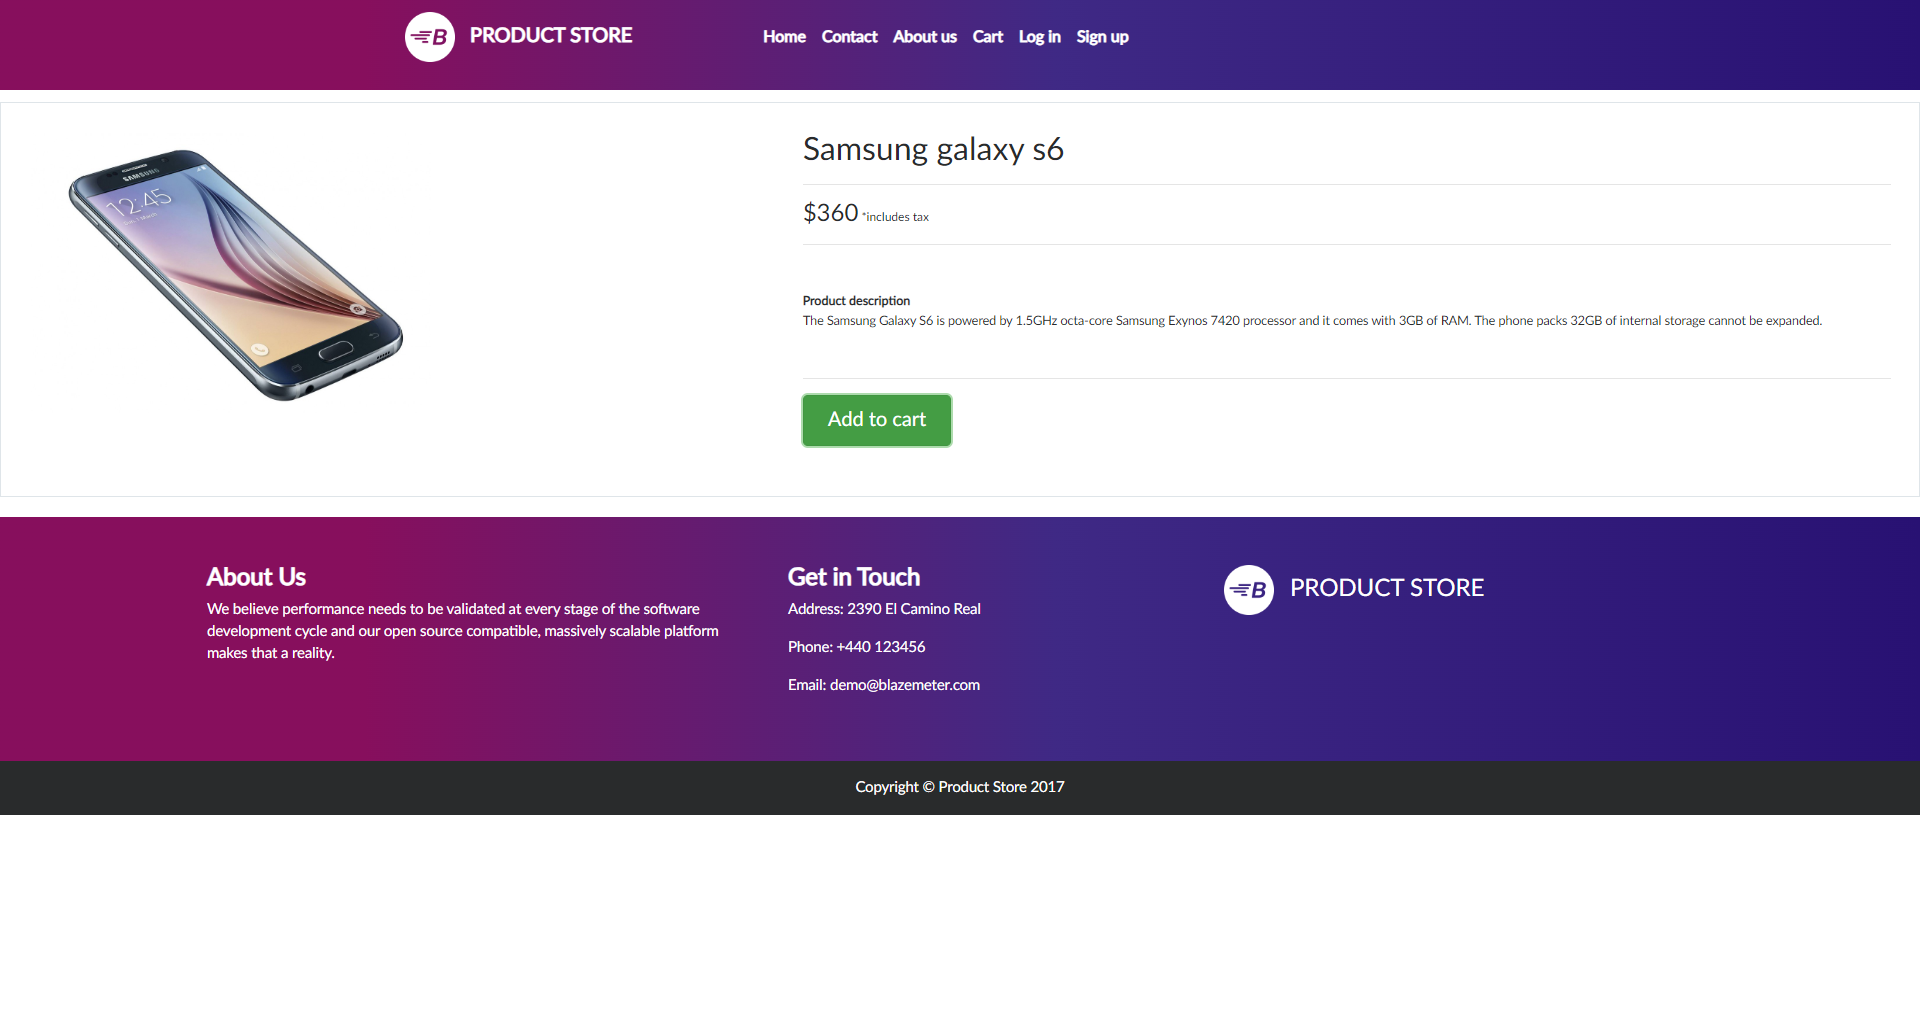 B PRODUCT STORE
Home Contact About us Cart Log in Sign up
SAMSUNG
12:45
Samsung galaxy s6
$360 *includes tax
Product description
The Samsung Galaxy S6 is powered by 1.5GHz octa-core Samsung Exynos 7420 processor and it comes with 3GB of RAM. The phone packs 32GB of internal storage cannot be expanded.
Add to cart
About Us
We believe performance needs to be validated at every stage of the software
development cycle and our open source compatible, massively scalable platform
makes that a reality.
Get in Touch
Address: 2390 El Camino Real
Phone: +440 123456
Email: demo@blazemeter.com
B PRODUCT STORE
Copyright © Product Store 2017